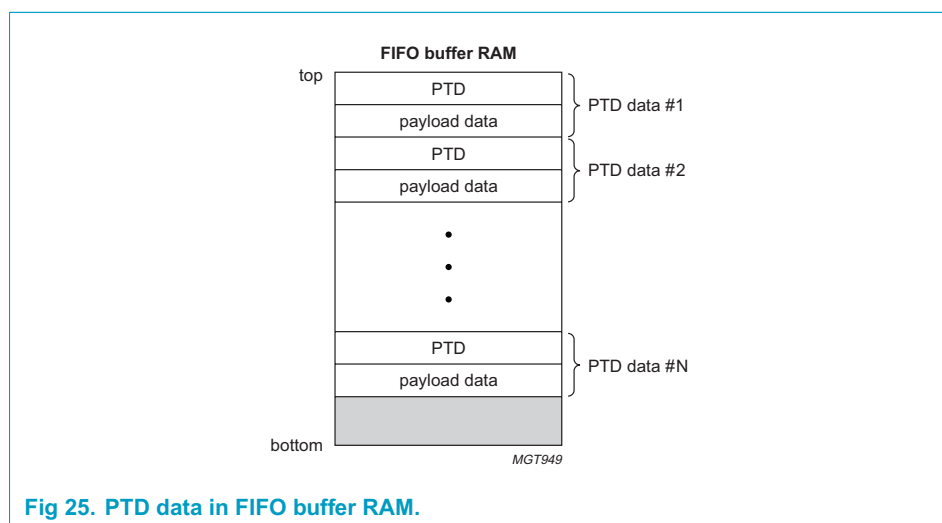 FIFO buffer RAM
top
PTD
payload data
PTD data #1
PTD
payload data
PTD data #2
PTD
payload data
PTD data #N
bottom
MGT949
Fig 25. PTD data in FIFO buffer RAM.